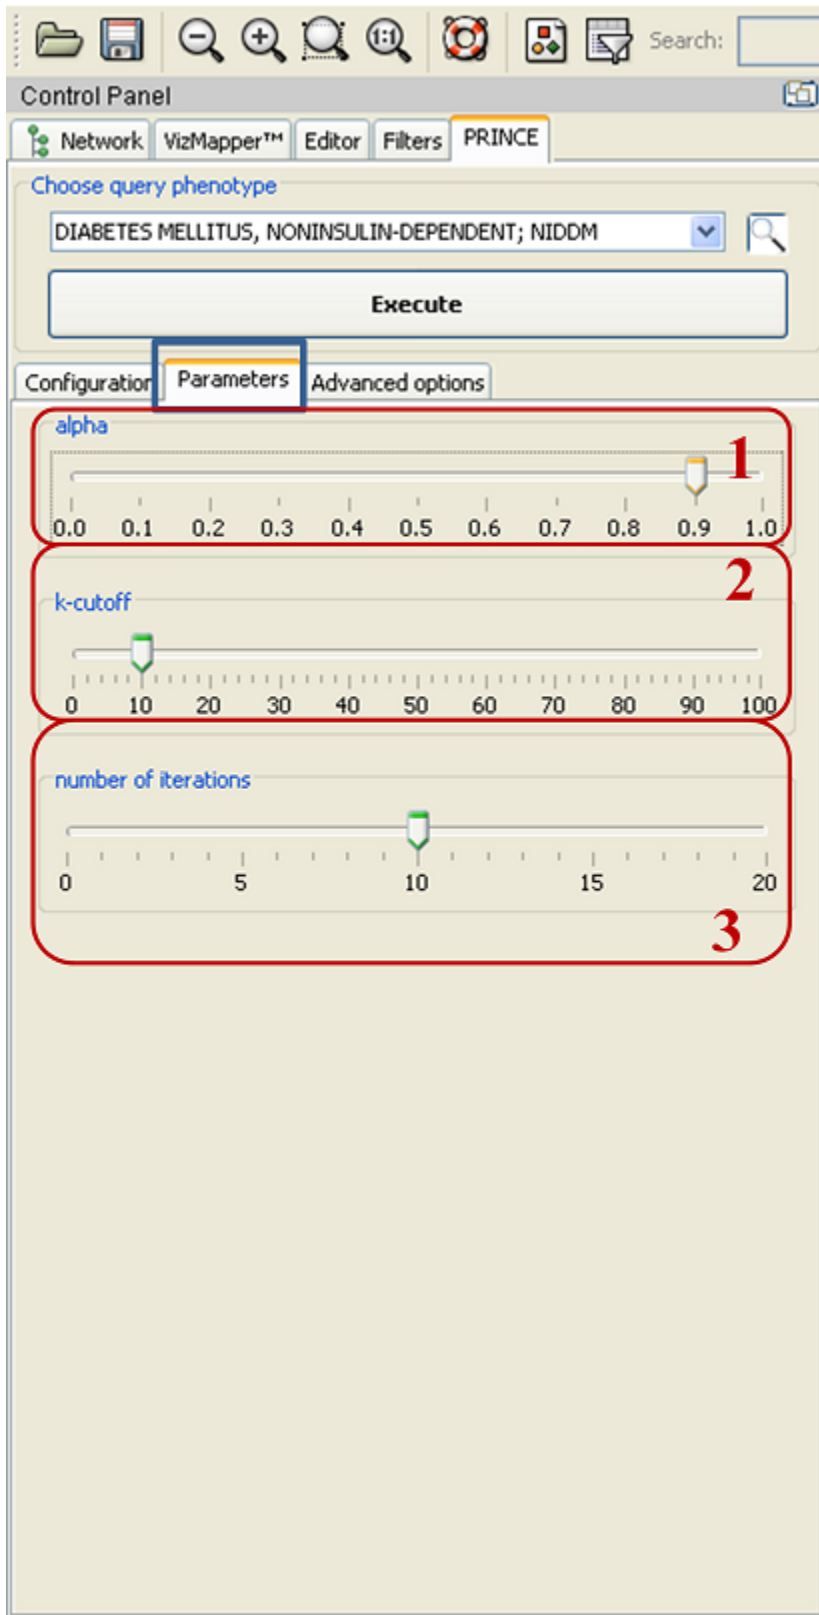 1:1 Search:
Control Panel
Network VizMapper™ Editor Filters PRINCE
Choose query phenotype
DIABETES MELLITUS, NONINSULIN-DEPENDENT; NIDDM
Execute
Configuration Parameters Advanced options
alpha
1
0.0 0.1 0.2 0.3 0.4 0.5 0.6 0.7 0.8 0.9 1.0
2
k-cutoff
0 10 20 30 40 50 60 70 80 90 100
number of iterations
0 5 10 15 20
3